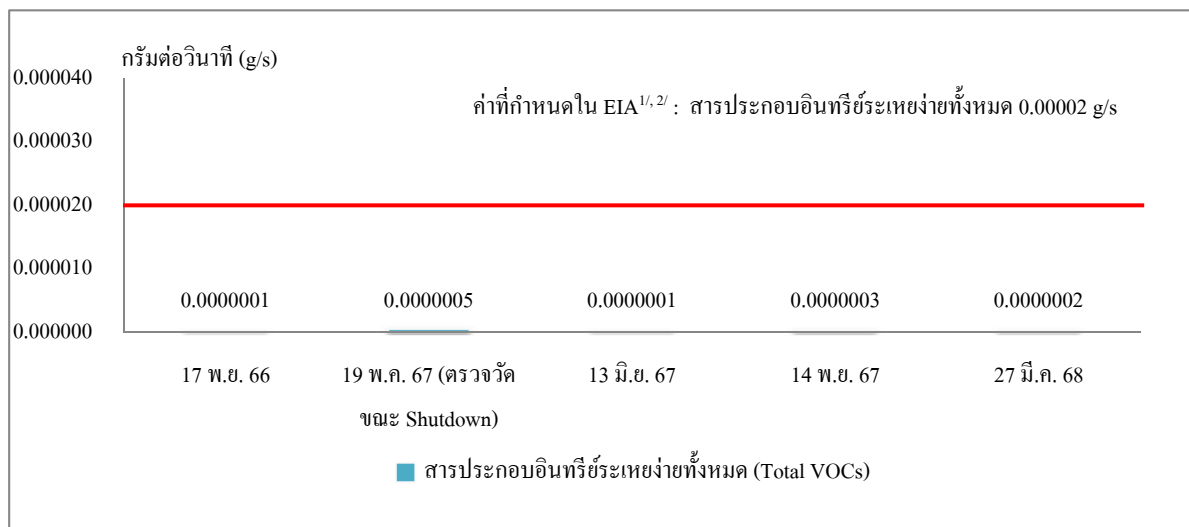 กรัมต่อวินาที (g/s)
0.000040
ค่าที่กำหนดใน EIA1/, 2/ : สารประกอบอินทรีย์ระเหยง่ายทั้งหมด 0.00002 g/s
0.000030
0.000020
0.000010
0.0000001 0.0000005 0.0000001 0.0000003 0.0000002
0.000000
17 พ.ย. 66 19 พ.ค. 67 (ตรวจวัด 13 มิ.ย. 67 14 พ.ย. 67 27 มี.ค. 68
ขณะ Shutdown)
สารประกอบอินทรีย์ระเหยง่ายทั้งหมด (Total VOCs)